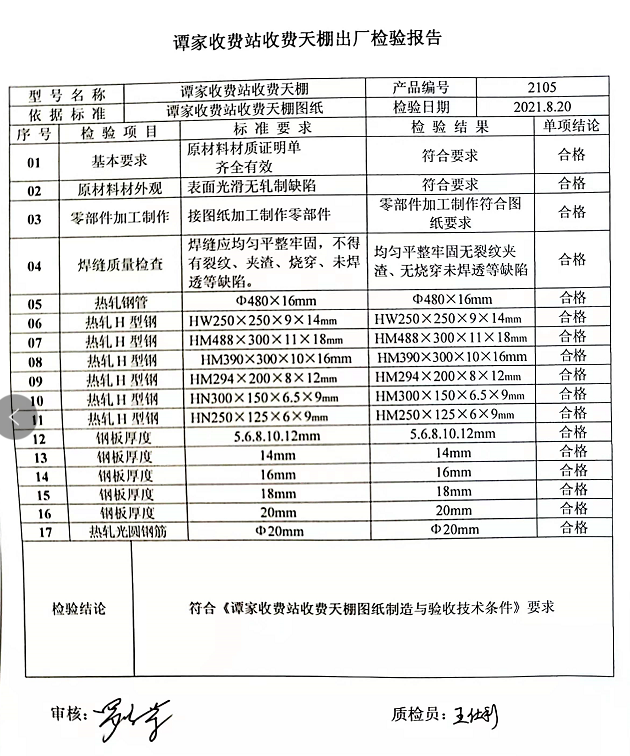 谭家收费站收费天棚出厂检验报告
型号名称 谭家收费站收费天棚 产品编号 2105
依据标准 谭家收费站收费天棚图纸 检验日期 2021.8.20
序号 检验项目 标准要求 检验结果 单项结论
01 基本要求 原材料材质证明单 符合要求 合格
齐全有效
02 原材料材外观 表面光滑无轧制缺陷 符合要求 合格
03 零部件加工制作 接图纸加工制作零部件 零部件加工制作符合图 合格
纸要求
04 焊缝质量检查 焊缝应均匀平整牢固，不得 均匀平整牢固无裂纹夹 合格
有裂纹、夹渣、烧穿、未焊 渣、无烧穿未焊透等缺陷
透等缺陷。
05 热轧钢管 Φ480×16mm Φ480×16mm 合格
06 热轧H型钢 HW250×250×9×14mm HW250×250×9×14mm 合格
07 热轧H型钢 HM488×300×11×18mm HM488×300×11×18mm 合格
08 热轧H型钢 HM390×300×10×16mm HM390×300×10×16mm 合格
09 热轧H型钢 HM294×200×8×12mm HM294×200×8×12mm 合格
10 热轧H型钢 HN300×150×6.5×9mm HM300×150×6.5×9mm 合格
11 热轧H型钢 HN250×125×6×9mm HM250×125×6×9mm 合格
12 钢板厚度 5.6.8.10.12mm 5.6.8.10.12mm 合格
13 钢板厚度 14mm 14mm 合格
14 钢板厚度 16mm 16mm 合格
15 钢板厚度 18mm 18mm 合格
16 钢板厚度 20mm 20mm 合格
17 热轧光圆钢筋 Φ20mm Φ20mm 合格
检验结论 符合《谭家收费站收费天棚图纸制造与验收技术条件》要求
审核： 质检员：王仕利